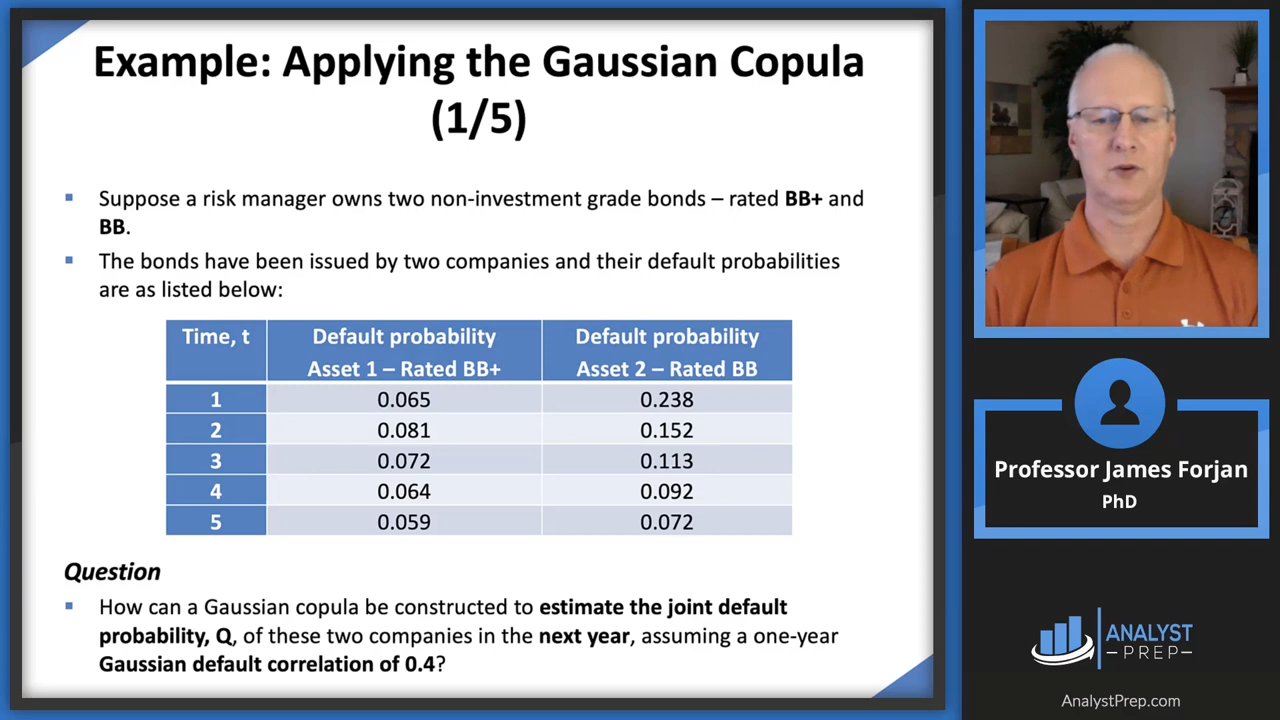 Example: Applying the Gaussian Copula
(1/5)
▪ Suppose a risk manager owns two non-investment grade bonds – rated BB+ and
BB.
▪ The bonds have been issued by two companies and their default probabilities
are as listed below:
Time, t Default probability Default probability
Asset 1 – Rated BB+ Asset 2 – Rated BB
1 0.065 0.238
2 0.081 0.152
3 0.072 0.113
4 0.064 0.092
5 0.059 0.072
Question
▪ How can a Gaussian copula be constructed to estimate the joint default
probability, Q, of these two companies in the next year, assuming a one-year
Gaussian default correlation of 0.4?
Professor James Forjan
PhD
ANALYST
–PREP–
AnalystPrep.com